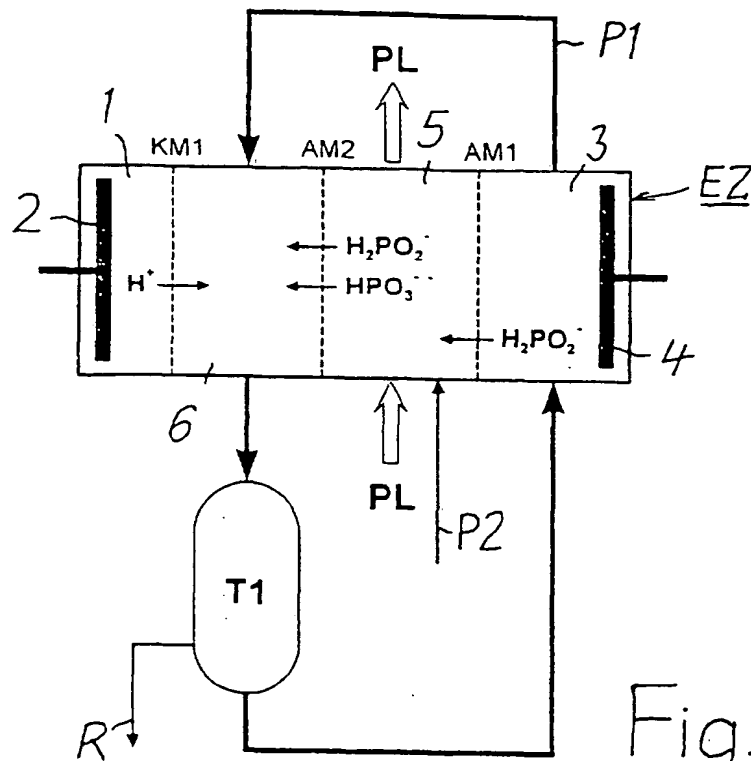 P1
PL
1
5
3
KM1
AM2
AM1
EZ
2
H₂PO₂⁻
H⁺
HPO₃⁻⁻
H₂PO₂⁻
4
6
PL
P2
T1
R
Fig.